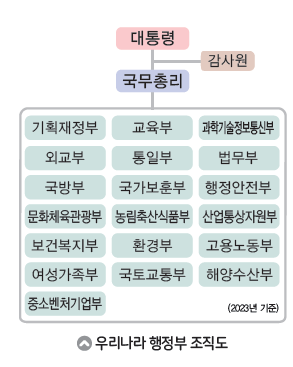 대통령
감사원
국무총리
기획재정부 교육부 과학기술정보통신부
외교부 통일부 법무부
국방부 국가보훈부 행정안전부
문화체육관광부 농림축산식품부 산업통상자원부
보건복지부 환경부 고용노동부
여성가족부 국토교통부 해양수산부
중소벤처기업부
(2023년 기준)
우리나라 행정부 조직도